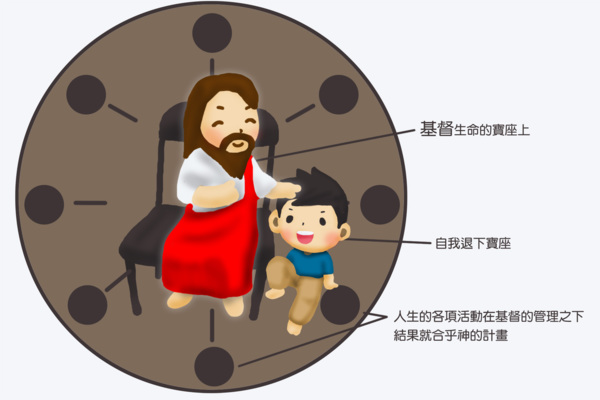 基督生命的寶座上
自我退下寶座
人生的各項活動在基督的管理之下
結果就合乎神的計畫